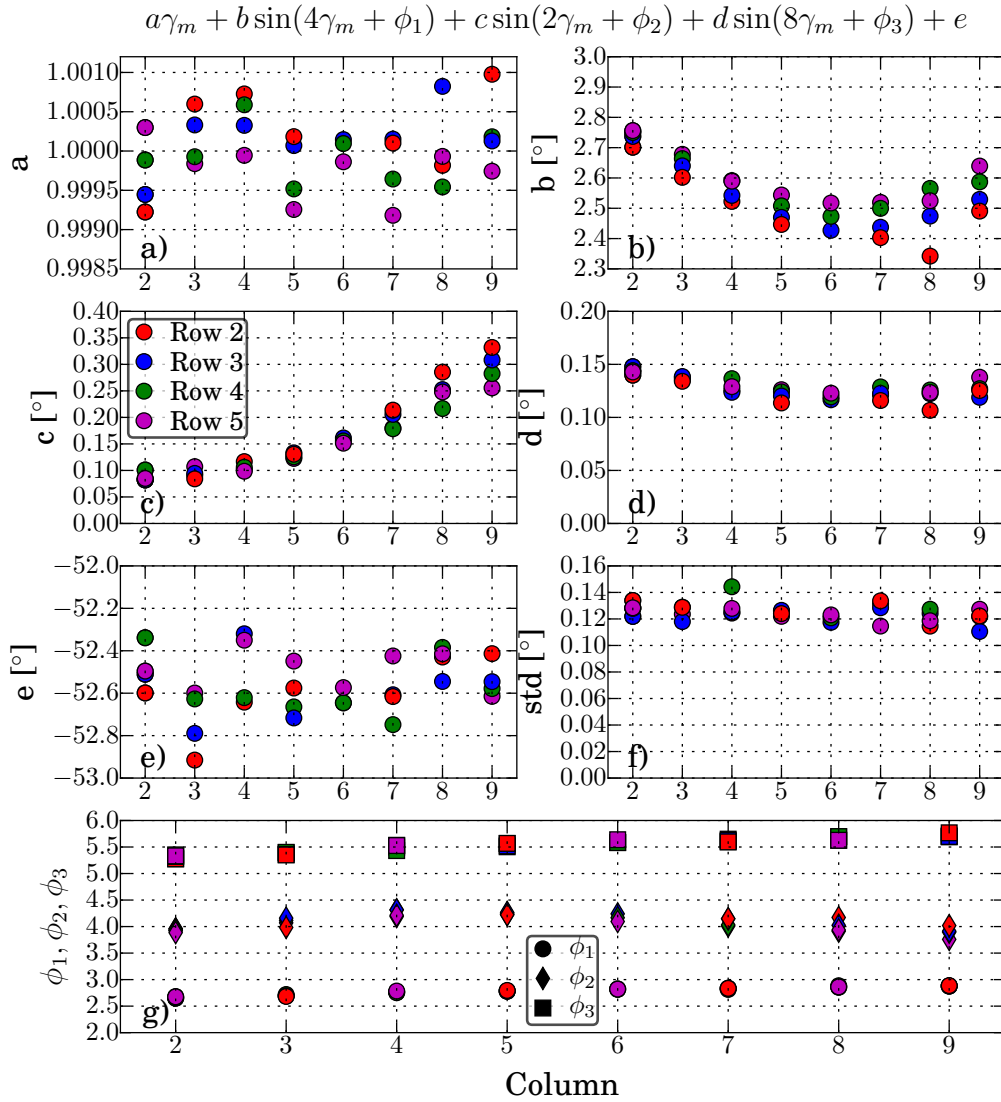 aγₘ + b sin(4γₘ + ϕ₁) + c sin(2γₘ + ϕ₂) + d sin(8γₘ + ϕ₃) + e
1.0010
1.0005
1.0000
0.9995
0.9990
0.9985
a
a)
2 3 4 5 6 7 8 9
3.0
2.9
2.8
2.7
2.6
2.5
2.4
2.3
b [°]
b)
2 3 4 5 6 7 8 9
0.40
0.35
0.30
0.25
0.20
0.15
0.10
0.05
0.00
c [°]
Row 2
Row 3
Row 4
Row 5
c)
2 3 4 5 6 7 8 9
0.20
0.15
0.10
0.05
0.00
d [°]
d)
2 3 4 5 6 7 8 9
−52.0
−52.2
−52.4
−52.6
−52.8
−53.0
e [°]
e)
2 3 4 5 6 7 8 9
0.16
0.14
0.12
0.10
0.08
0.06
0.04
0.02
0.00
std [°]
f)
2 3 4 5 6 7 8 9
6.0
5.5
5.0
4.5
4.0
3.5
3.0
2.5
2.0
ϕ₁, ϕ₂, ϕ₃
ϕ₁
ϕ₂
ϕ₃
g)
2 3 4 5 6 7 8 9
Column